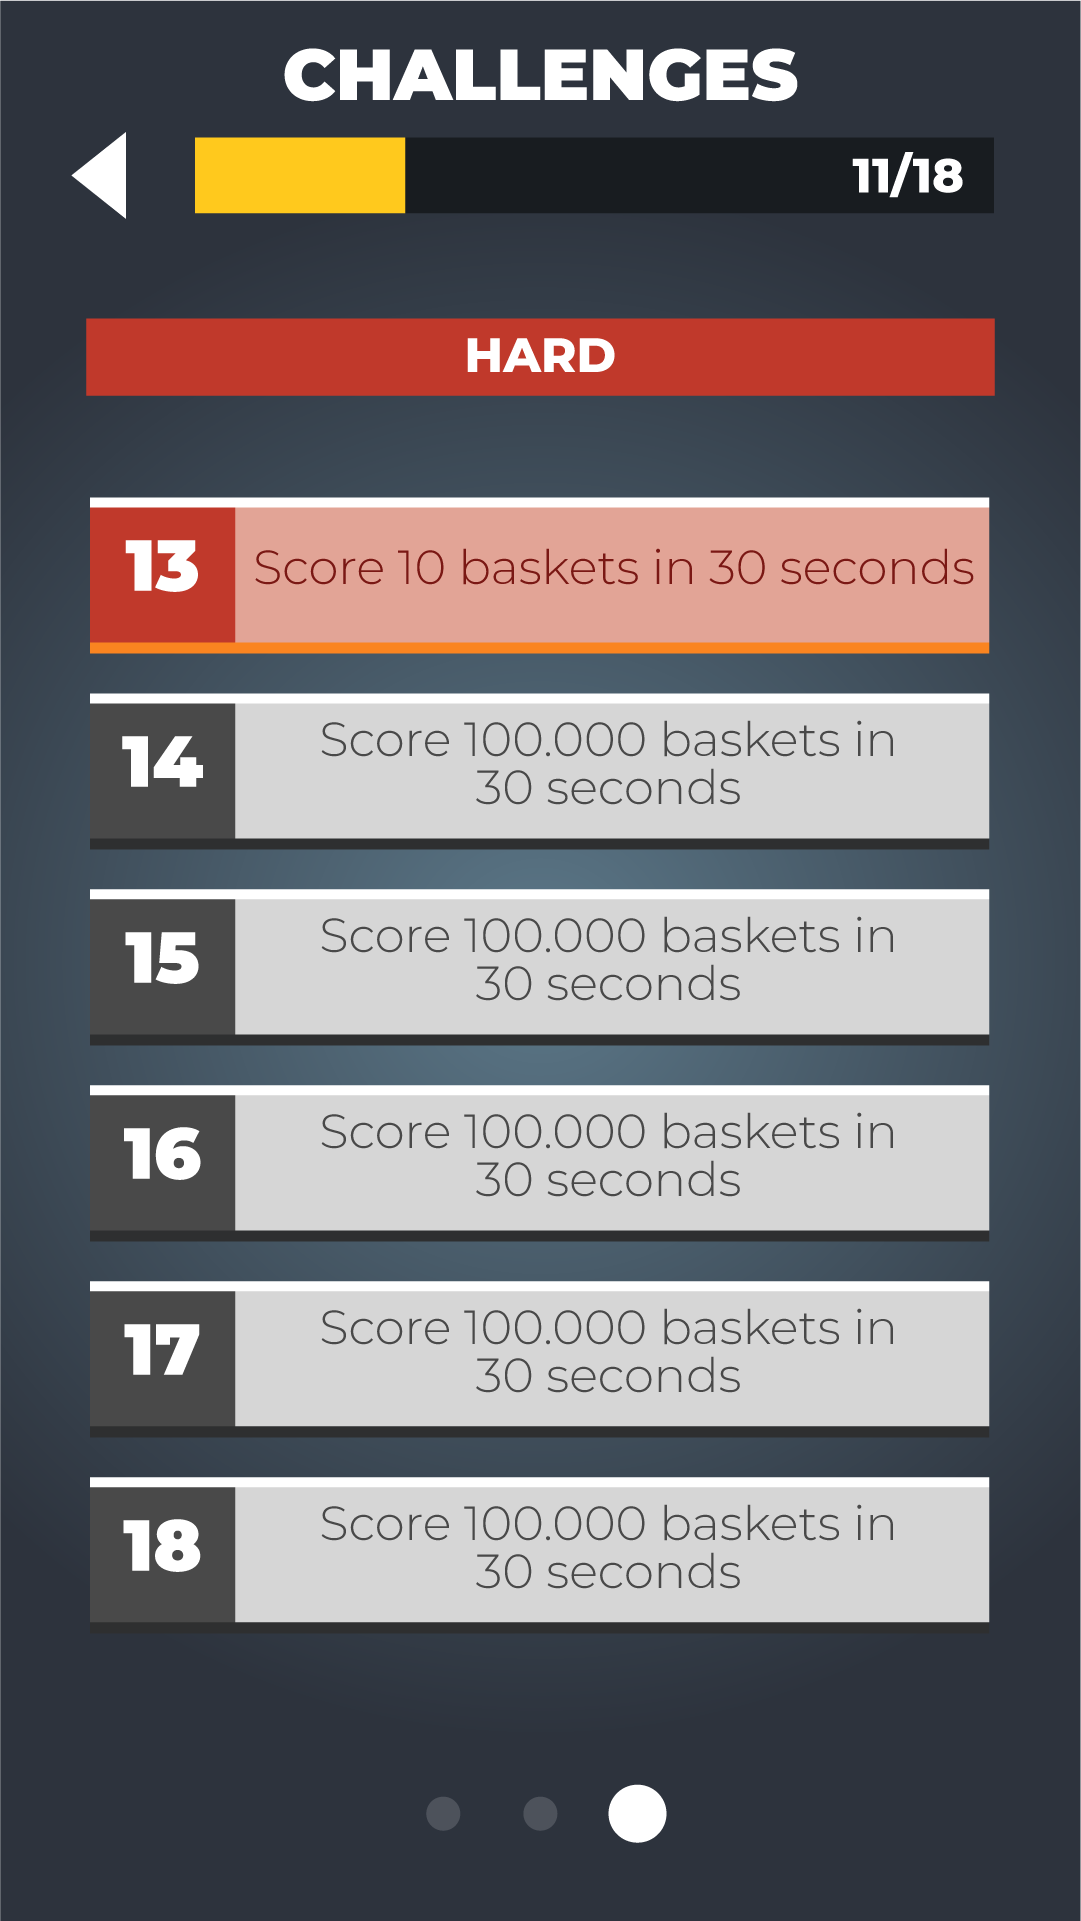 CHALLENGES
11/18
HARD
13
Score 10 baskets in 30 seconds
14
Score 100.000 baskets in
30 seconds
15
Score 100.000 baskets in
30 seconds
16
Score 100.000 baskets in
30 seconds
17
Score 100.000 baskets in
30 seconds
18
Score 100.000 baskets in
30 seconds